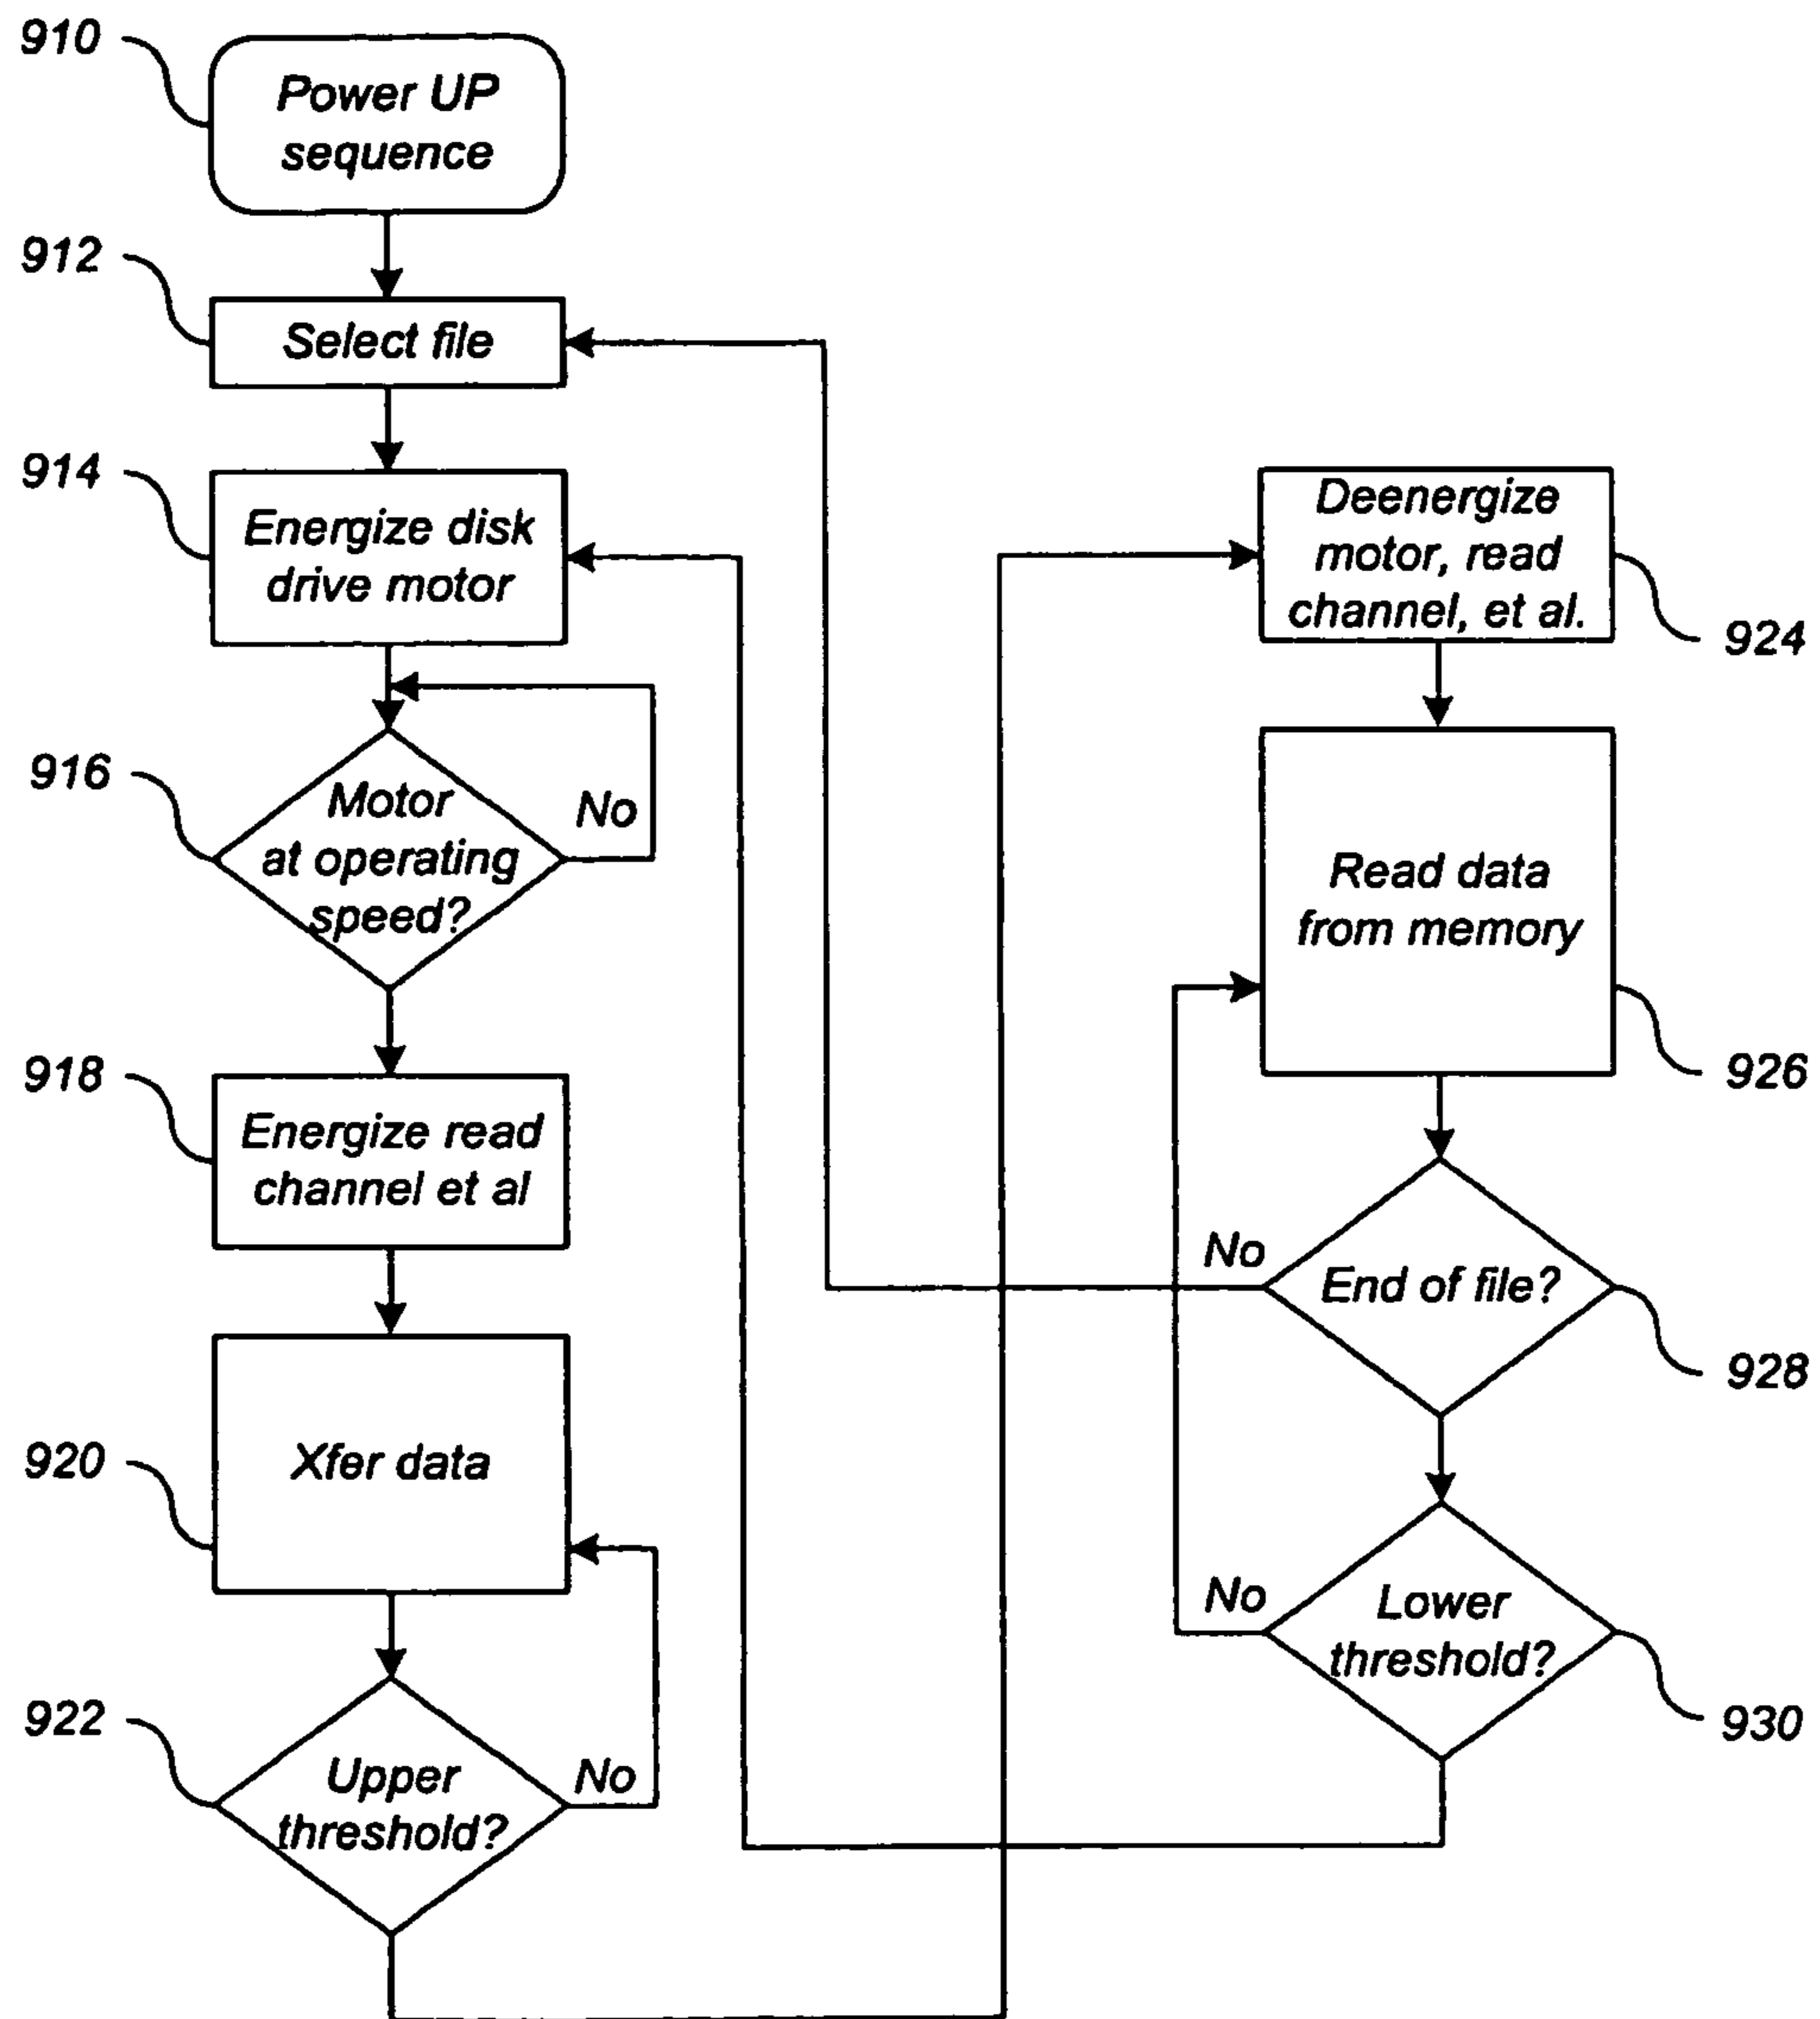 910
Power UP
sequence
912
Select file
914
Energize disk
drive motor
916
Motor
at operating
speed?
No
918
Energize read
channel et al
920
Xfer data
922
Upper
threshold?
No
Deenergize
motor, read
channel, et al.
924
Read data
from memory
926
No
End of file?
928
No
Lower
threshold?
930